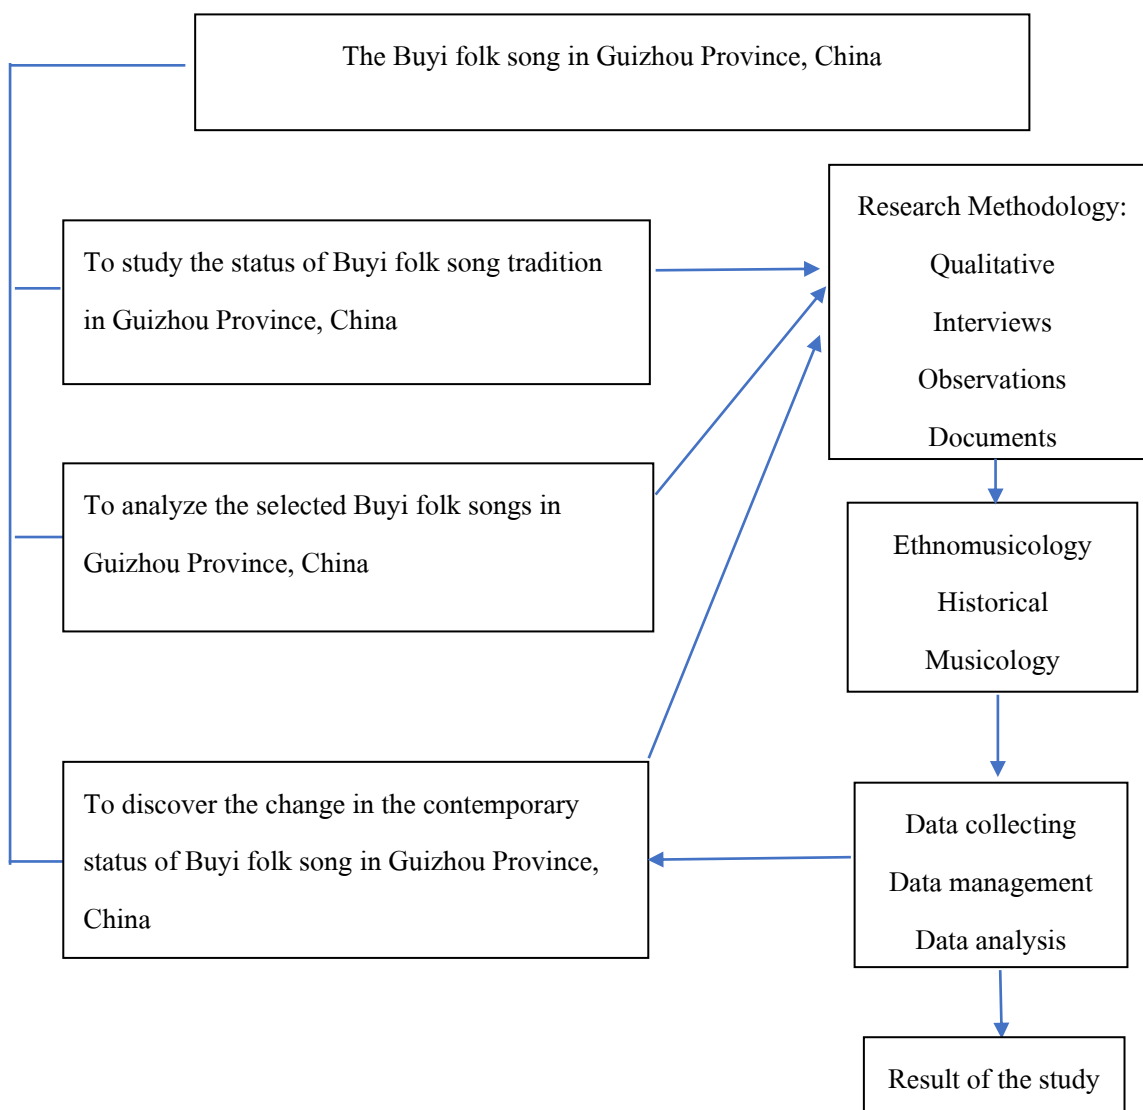 The Buyi folk song in Guizhou Province, China
To study the status of Buyi folk song tradition
in Guizhou Province, China
To analyze the selected Buyi folk songs in
Guizhou Province, China
To discover the change in the contemporary
status of Buyi folk song in Guizhou Province,
China
Research Methodology:
Qualitative
Interviews
Observations
Documents
Ethnomusicology
Historical
Musicology
Data collecting
Data management
Data analysis
Result of the study